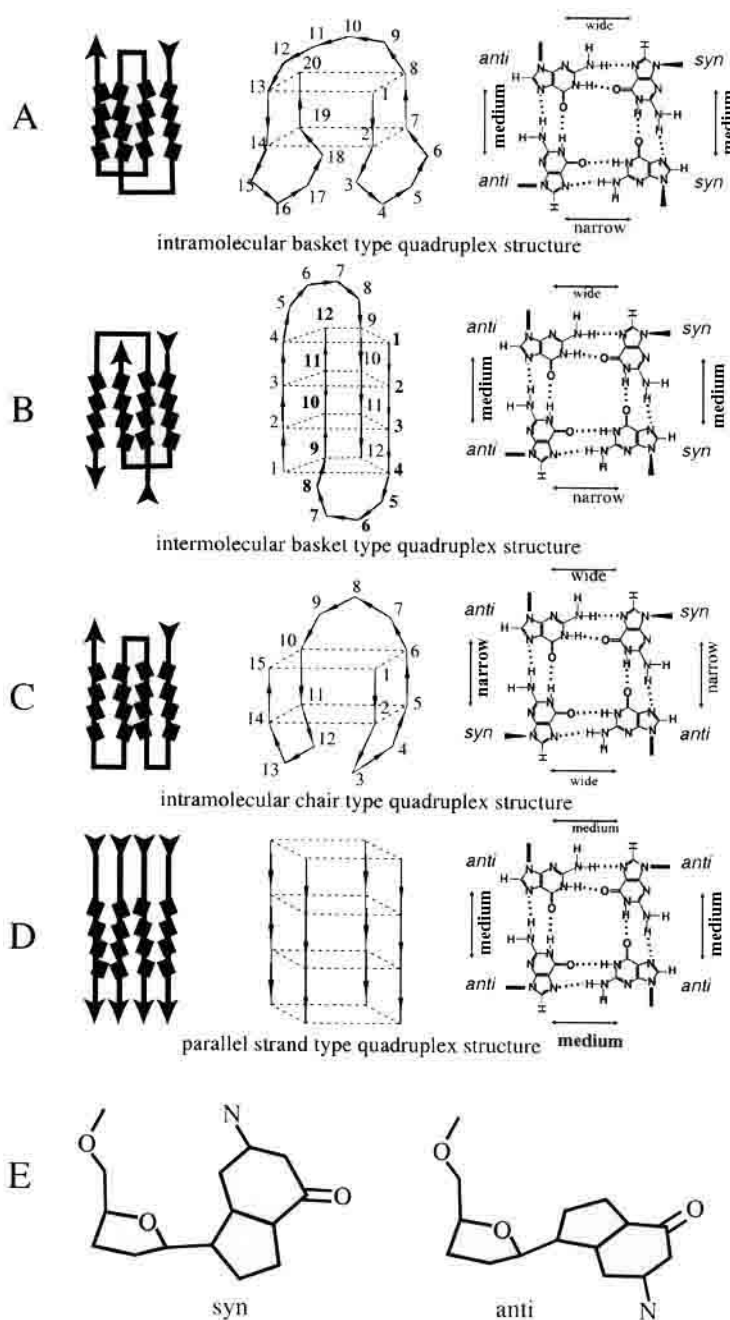 A
11 10 9
12
20 8
13 1
19 7
14 2
18 6
15 17 3 5
16 4
wide
anti syn
medium medium
anti syn
narrow
H N O
intramolecular basket type quadruplex structure
B
6 7
5 8
12 9
4 1
11 10
3 2
10 11
2 3
9 12
1 4
8 5
7 6
wide
anti syn
medium medium
anti syn
narrow
H N O
intermolecular basket type quadruplex structure
C
8
9 7
10 6
15 1
11 5
14 2
12 4
13 3
wide
anti syn
narrow narrow
syn anti
wide
H N O
intramolecular chair type quadruplex structure
D
medium
anti anti
medium medium
anti anti
medium
H N O
parallel strand type quadruplex structure
E
N
O O O
O O O
N
syn anti